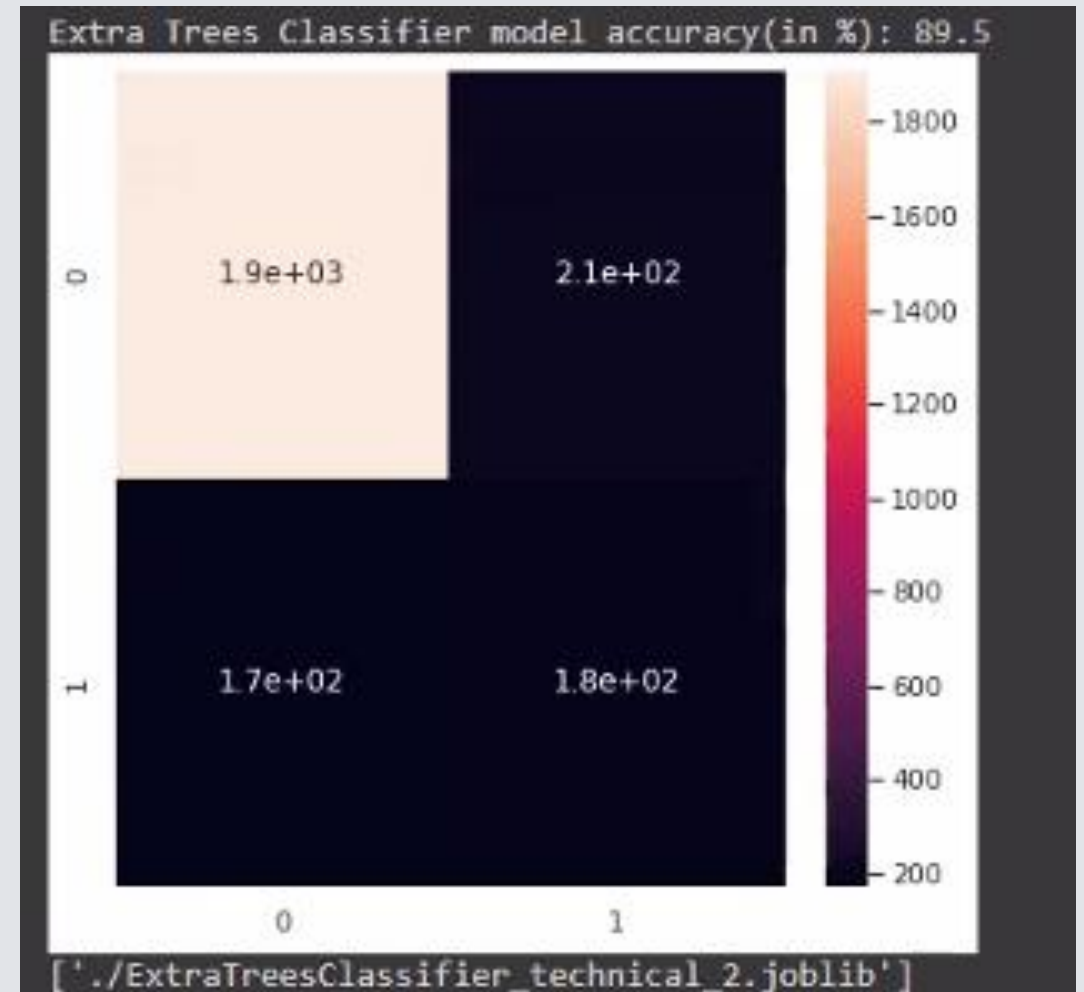 Extra Trees Classifier model accuracy(in %): 89.5
1800
1600
0
1.9e+03
2.1e+02
1400
1200
1000
800
1
1.7e+02
1.8e+02
600
400
200
0
1
['./ExtraTreesClassifier_technical_2.joblib']